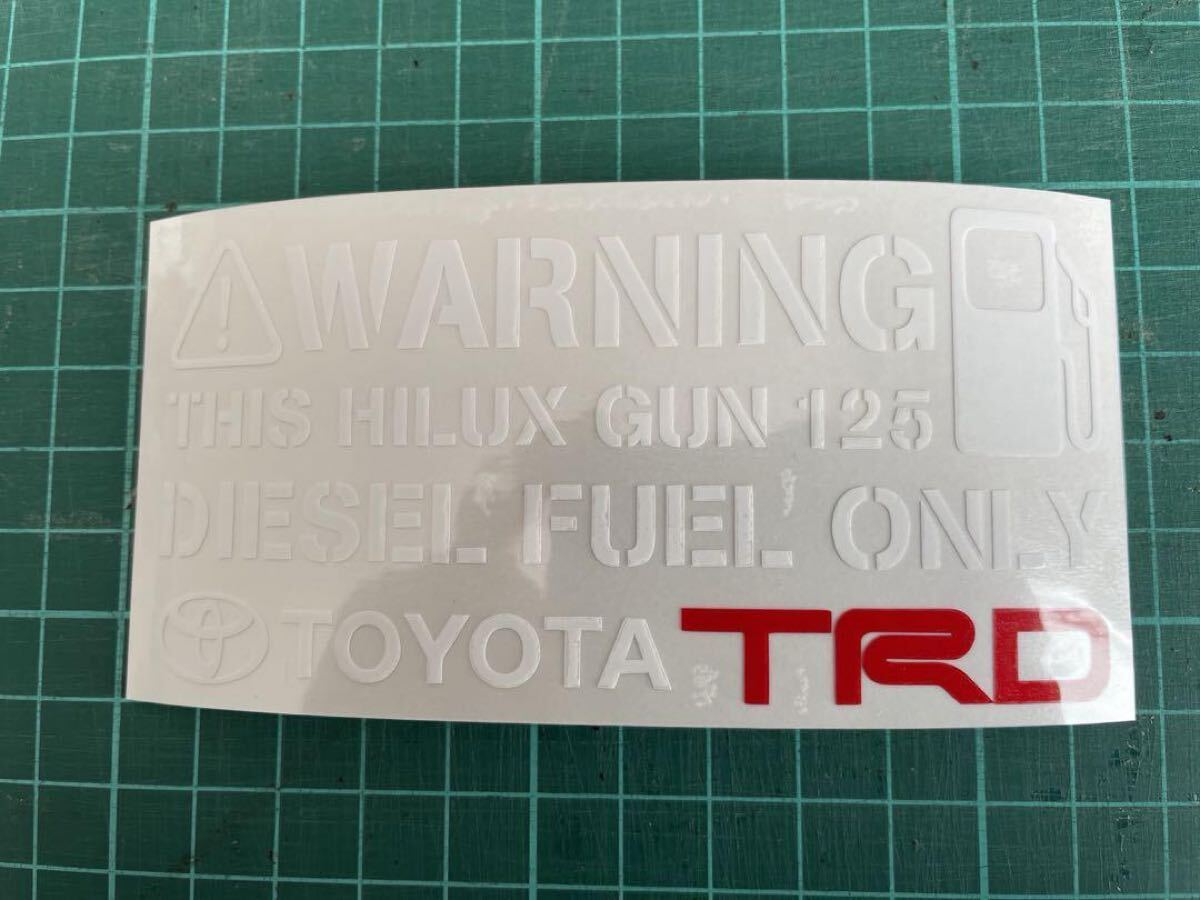 WARNING
THIS HILUX GUN 125
DIESEL FUEL ONLY
TOYOTA TRD